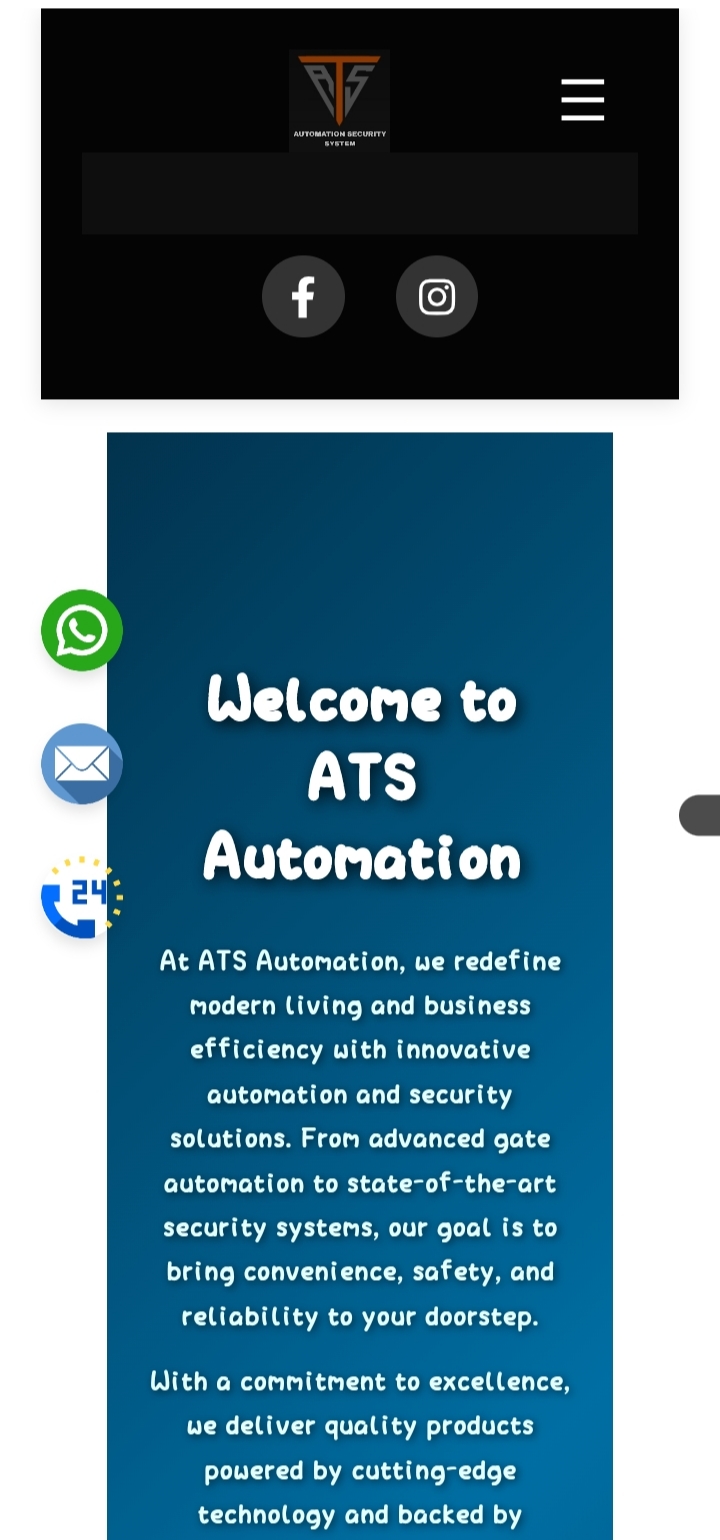 ATS
AUTOMATION SECURITY
SYSTEM
Welcome to
ATS
Automation
24
At ATS Automation, we redefine
modern living and business
efficiency with innovative
automation and security
solutions. From advanced gate
automation to state-of-the-art
security systems, our goal is to
bring convenience, safety, and
reliability to your doorstep.
With a commitment to excellence,
we deliver quality products
powered by cutting-edge
technology and backed by